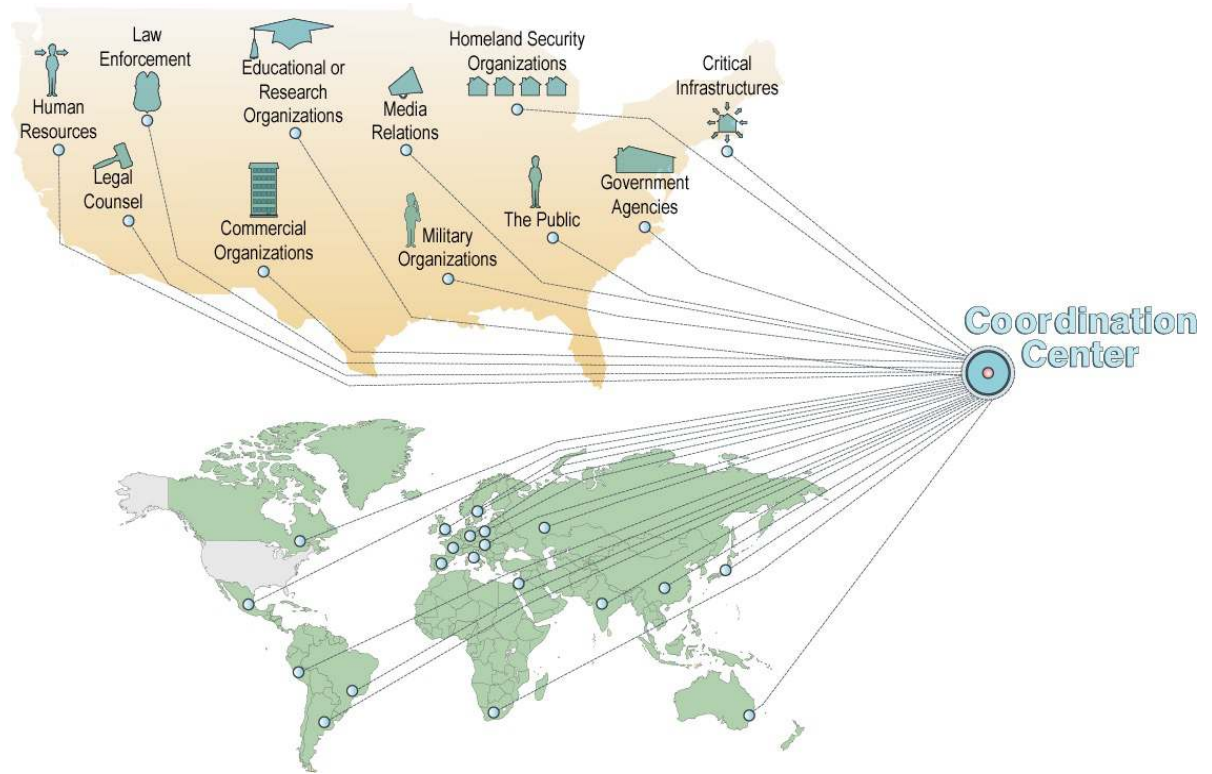 Human
Resources
Law
Enforcement
Legal
Counsel
Educational or
Research
Organizations
Commercial
Organizations
Media
Relations
Military
Organizations
Homeland Security
Organizations
The Public
Government
Agencies
Critical
Infrastructures
Coordination
Center